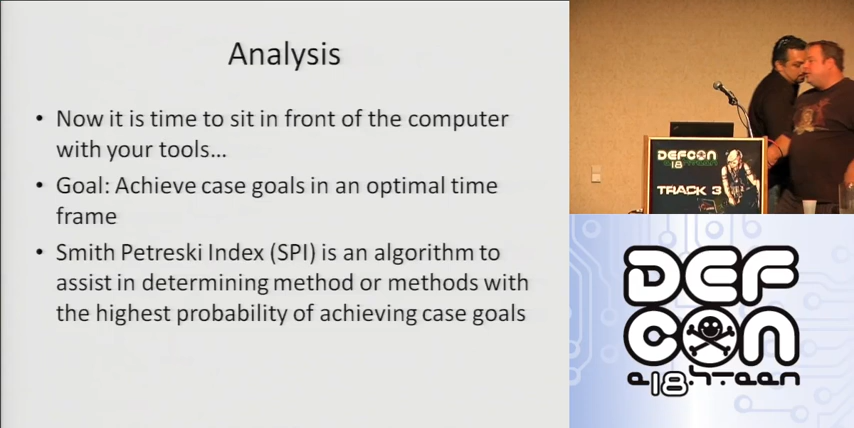 Analysis
• Now it is time to sit in front of the computer
with your tools...
• Goal: Achieve case goals in an optimal time
frame
• Smith Petreski Index (SPI) is an algorithm to
assist in determining method or methods with
the highest probability of achieving case goals
DEFCON
18
TRACK 3
DEF
CON
e18hteen